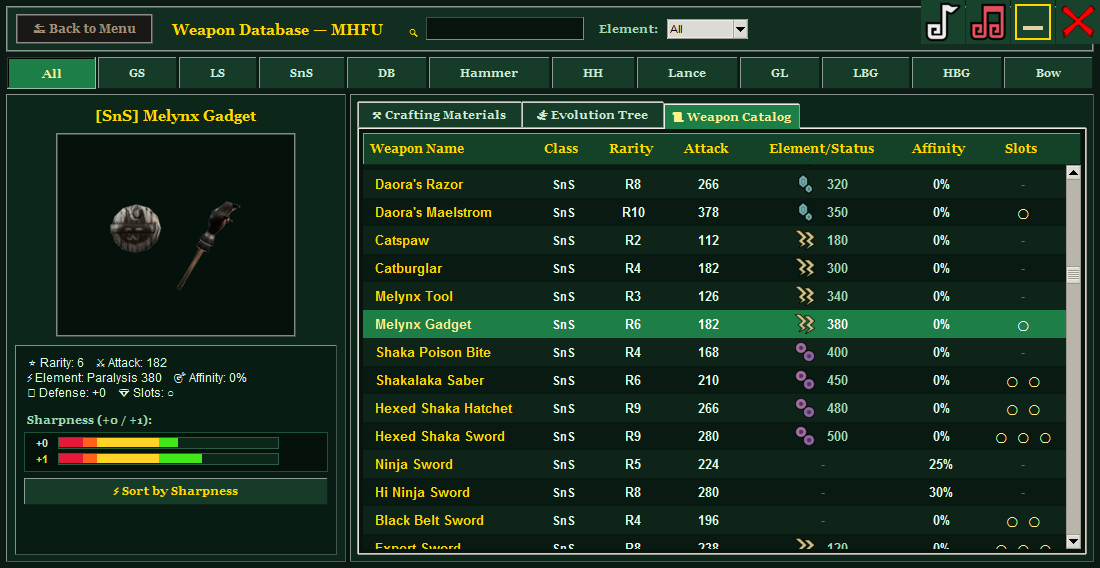 Back to Menu Weapon Database — MHFU Element: All
All GS LS SnS DB Hammer HH Lance GL LBG HBG Bow
[SnS] Melynx Gadget
Rarity: 6 Attack: 182
Element: Paralysis 380 Affinity: 0%
Defense: +0 Slots: ○
Sharpness (+0 / +1):
+0
+1
Sort by Sharpness
Crafting Materials Evolution Tree Weapon Catalog
Weapon Name Class Rarity Attack Element/Status Affinity Slots
Daora's Razor SnS R8 266 320 0% -
Daora's Maelstrom SnS R10 378 350 0% ○
Catspaw SnS R2 112 180 0% -
Catburglar SnS R4 182 300 0% -
Melynx Tool SnS R3 126 340 0% -
Melynx Gadget SnS R6 182 380 0% ○
Shaka Poison Bite SnS R4 168 400 0% -
Shakalaka Saber SnS R6 210 450 0% ○ ○
Hexed Shaka Hatchet SnS R9 266 480 0% ○ ○
Hexed Shaka Sword SnS R9 280 500 0% ○ ○ ○
Ninja Sword SnS R5 224 - 25% -
Hi Ninja Sword SnS R8 280 - 30% -
Black Belt Sword SnS R4 196 - 0% ○ ○
Expert Sword SnS R8 238 120 0% ○ ○ ○